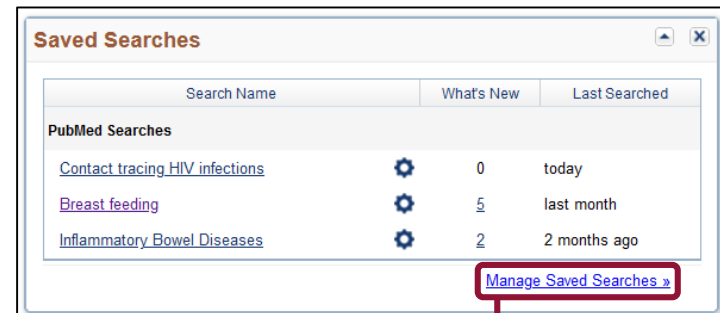 Saved Searches
Search Name What's New Last Searched
PubMed Searches
Contact tracing HIV infections 0 today
Breast feeding 5 last month
Inflammatory Bowel Diseases 2 2 months ago
Manage Saved Searches »